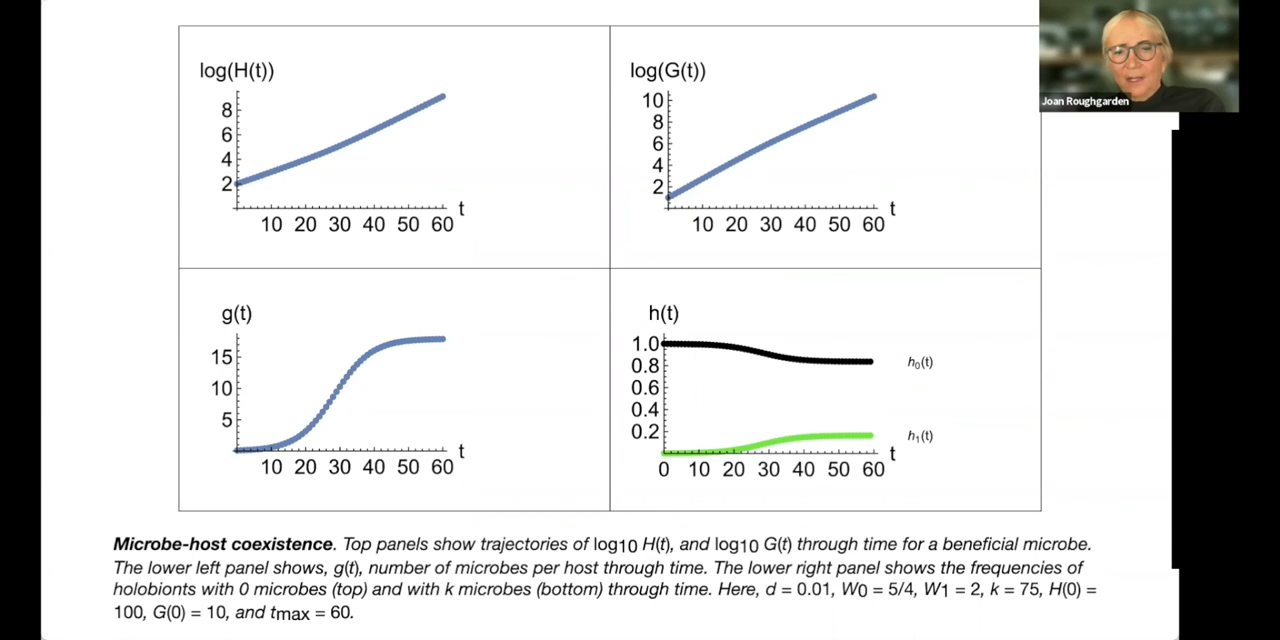 log(H(t))
8
6
4
2
10 20 30 40 50 60
t
log(G(t))
10
8
6
4
2
10 20 30 40 50 60
t
g(t)
15
10
5
10 20 30 40 50 60
t
h(t)
1.0
0.8
0.6
0.4
0.2
0 10 20 30 40 50 60
t
h₀(t)
h₁(t)
Joan Roughgarden
Microbe-host coexistence. Top panels show trajectories of log10 H(t), and log10 G(t) through time for a beneficial microbe.
The lower left panel shows, g(t), number of microbes per host through time. The lower right panel shows the frequencies of
holobionts with 0 microbes (top) and with k microbes (bottom) through time. Here, d = 0.01, W0 = 5/4, W1 = 2, k = 75, H(0) =
100, G(0) = 10, and tmax = 60.